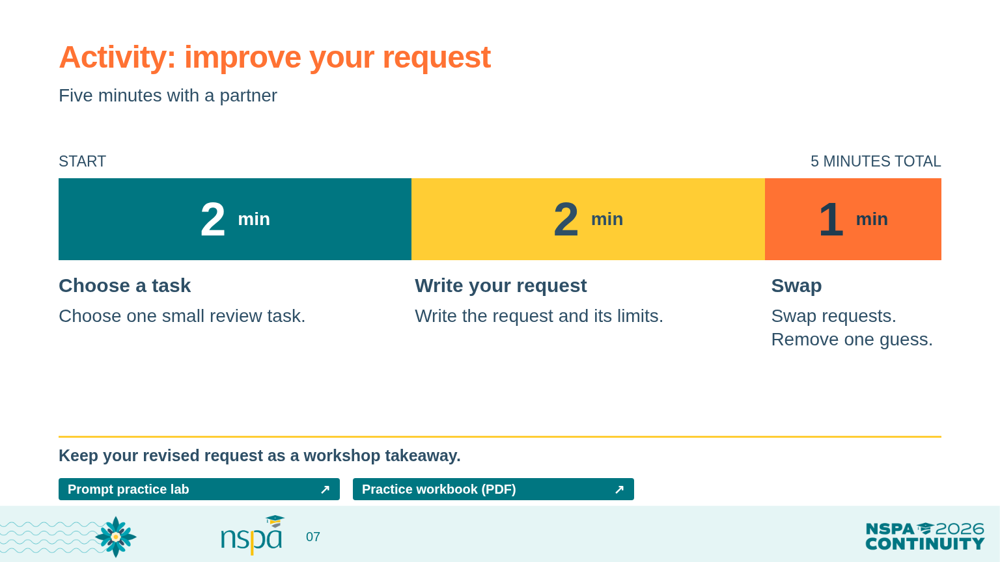 Activity: improve your request
Five minutes with a partner
START
5 MINUTES TOTAL
2 min
2 min
1 min
Choose a task
Choose one small review task.
Write your request
Write the request and its limits.
Swap
Swap requests.
Remove one guess.
Keep your revised request as a workshop takeaway.
Prompt practice lab ↗
Practice workbook (PDF) ↗
nspa
07
NSPA 2026
CONTINUITY